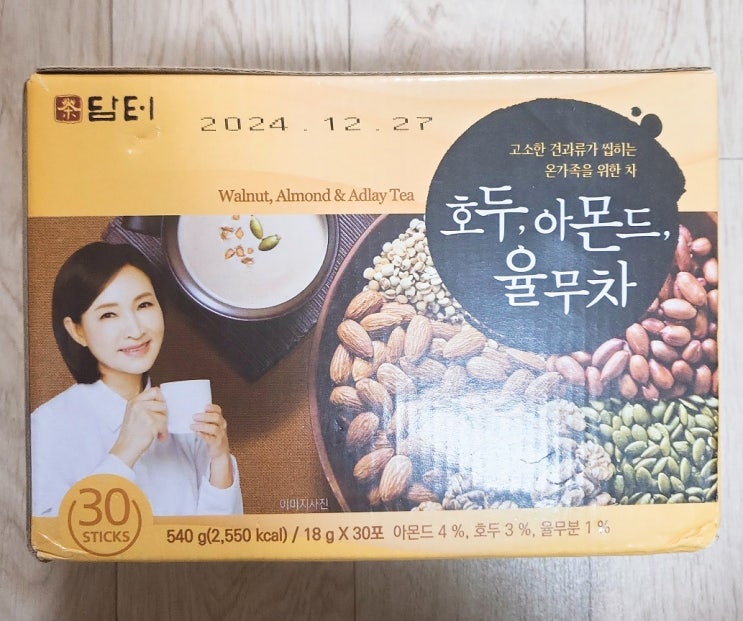 茶 담터
2024.12.27
고소한 견과류가 씹히는
온가족을 위한 차
Walnut, Almond & Adlay Tea
호두, 아몬드,
율무차
이미지사진
30
STICKS
540 g(2,550 kcal) / 18 g X 30포 아몬드 4 %, 호두 3 %, 율무분 1 %